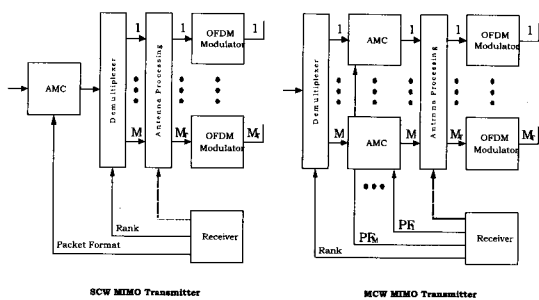 1
1
OFDM
Modulator
1
AMC
Demultiplexer
Antenna Processing
M
M_T
OFDM
Modulator
M_T
Rank
Packet Format
Receiver
SCW MIMO Transmitter
1
AMC
1
1
OFDM
Modulator
1
Demultiplexer
Antenna Processing
M
AMC
M
M_T
OFDM
Modulator
M_T
PF_1
PF_M
Rank
Receiver
MCW MIMO Transmitter